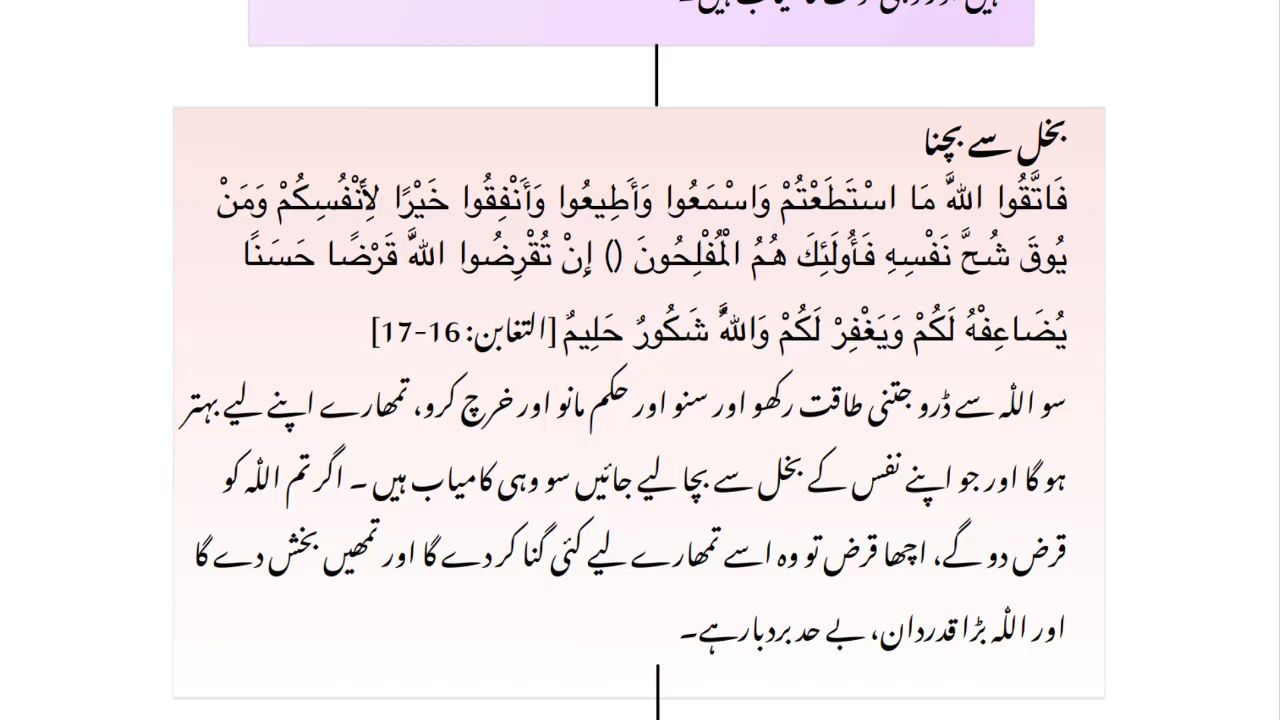 بخل سے بچنا
فَاتَّقُوا اللَّهَ مَا اسْتَطَعْتُمْ وَاسْمَعُوا وَأَطِيعُوا وَأَنْفِقُوا خَيْرًا لِأَنْفُسِكُمْ وَمَنْ
يُوقَ شُحَّ نَفْسِهِ فَأُولَئِكَ هُمُ الْمُفْلِحُونَ () إِنْ تُقْرِضُوا اللَّهَ قَرْضًا حَسَنًا
يُضَاعِفْهُ لَكُمْ وَيَغْفِرْ لَكُمْ وَاللَّهُ شَكُورٌ حَلِيمٌ [التغابن: 16-17]
سو اللہ سے ڈرو جتنی طاقت رکھو اور سنو اور حکم مانو اور خرچ کرو، تمھارے اپنے لیے بہتر
ہوگا اور جو اپنے نفس کے بخل سے بچا لیے جائیں سو وہی کامیاب ہیں ۔ اگر تم اللہ کو
قرض دو گے، اچھا قرض تو وہ اسے تمھارے لیے کئی گنا کر دے گا اور تمھیں بخش دے گا
اور اللہ بڑا قدردان، بے حد بردبار ہے۔